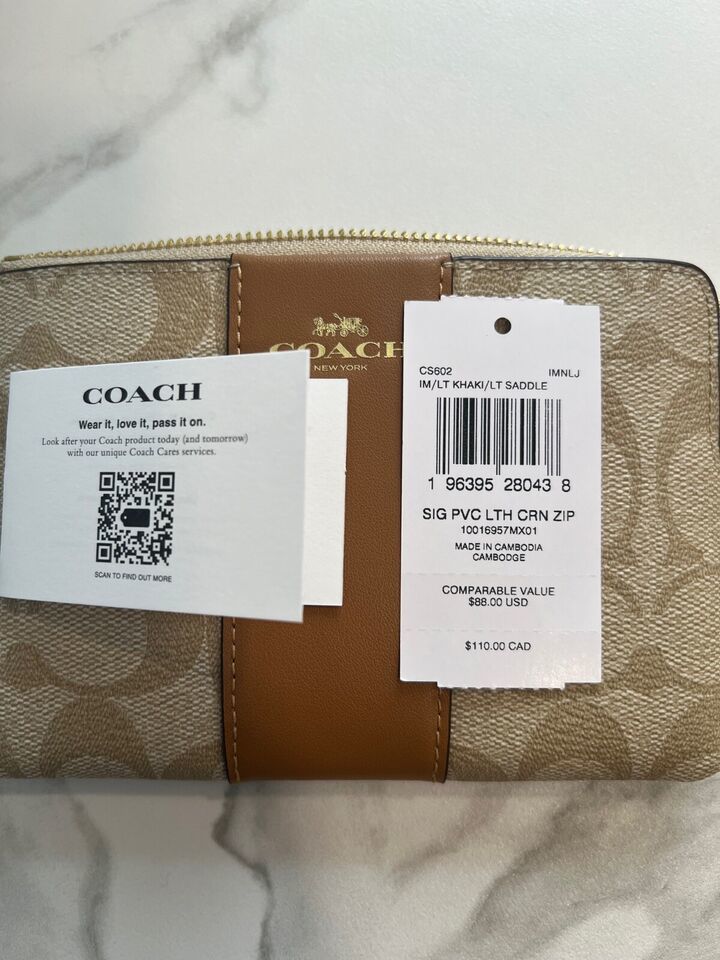 COACH
NEW YORK
COACH
Wear it, love it, pass it on.
Look after your Coach product today (and tomorrow)
with our unique Coach Cares services.
SCAN TO FIND OUT MORE
CS602 IMNLJ
IM/LT KHAKI/LT SADDLE
1 96395 28043 8
SIG PVC LTH CRN ZIP
10016957MX01
MADE IN CAMBODIA
CAMBODGE
COMPARABLE VALUE
$88.00 USD
$110.00 CAD